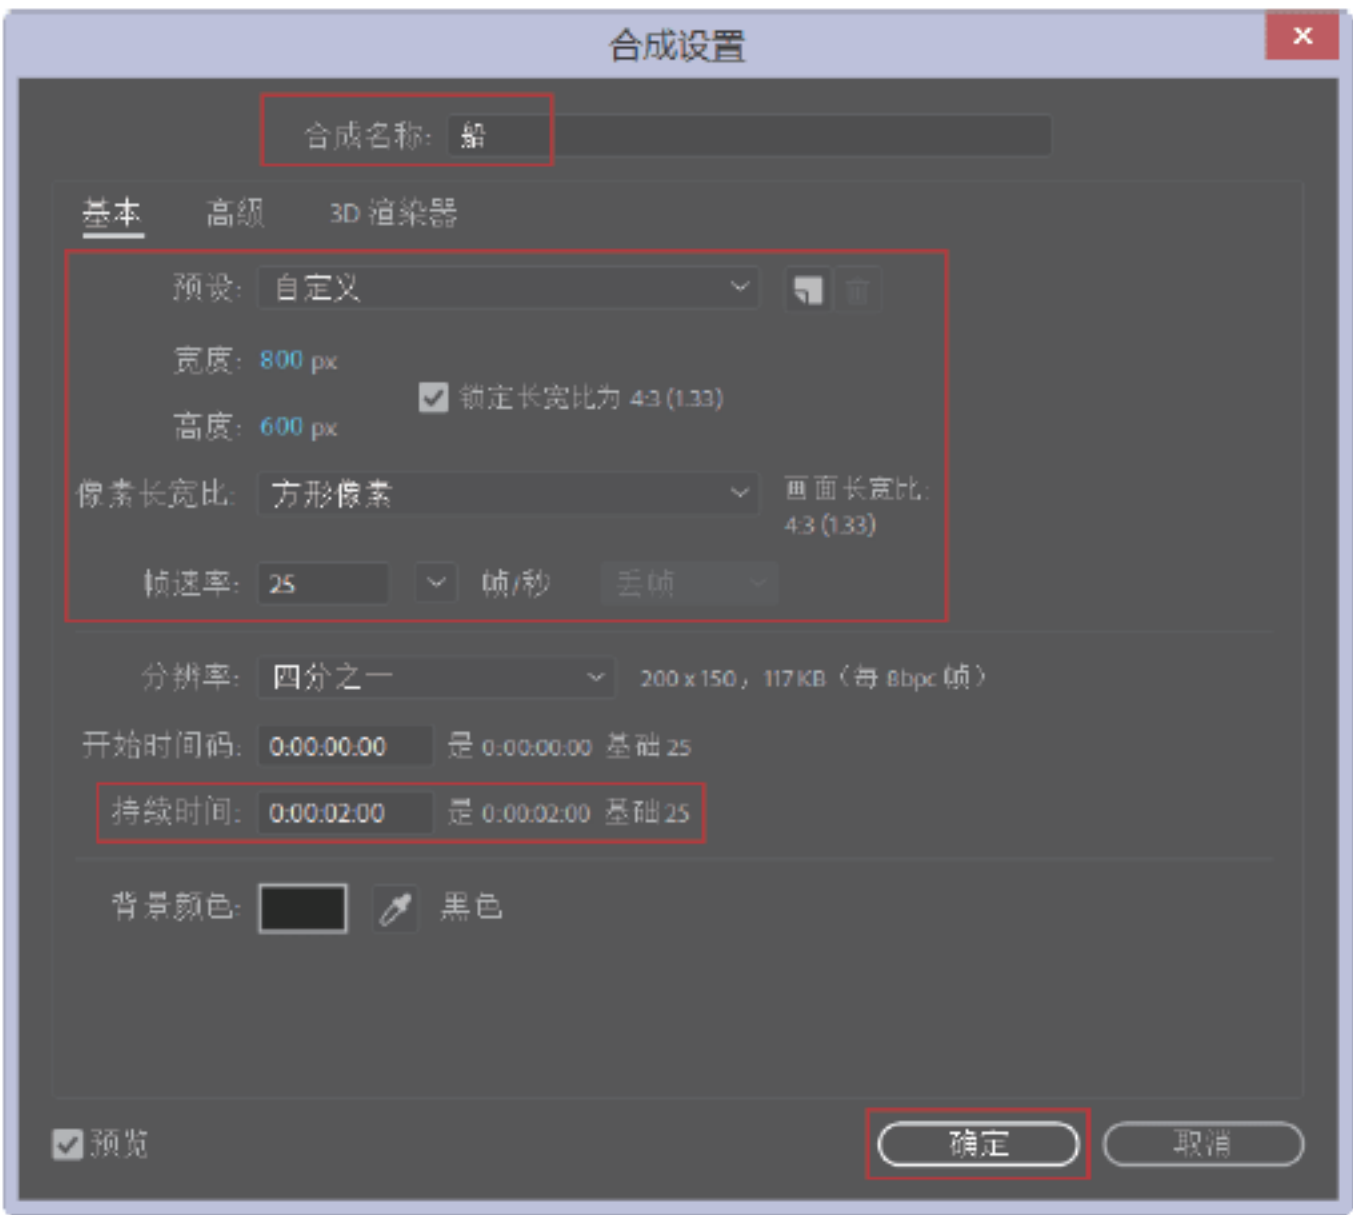 合成设置
合成名称: 船
基本 高级 3D 渲染器
预设: 自定义
宽度: 800 px
锁定长宽比为 4:3 (1.33)
高度: 600 px
像素长宽比: 方形像素 画面长宽比:
4:3 (1.33)
帧速率: 25 帧/秒 丢帧
分辨率: 四分之一 200 x 150，117 KB（每 8bpc 帧）
开始时间码: 0:00:00:00 是 0:00:00:00 基础 25
持续时间: 0:00:02:00 是 0:00:02:00 基础 25
背景颜色: 黑色
预览 确定 取消